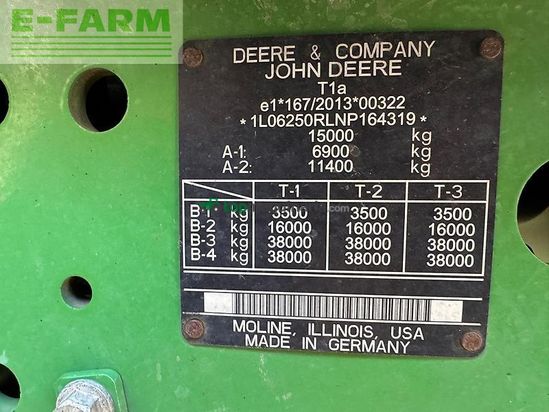 E-FARM
DEERE & COMPANY
JOHN DEERE
T1a
e1*167/2013*00322
*1L06250RLNP164319*
15000 kg
A-1: 6900 kg
A-2: 11400 kg
T-1 T-2 T-3
B-1 kg 3500 3500 3500
B-2 kg 16000 16000 16000
B-3 kg 38000 38000 38000
B-4 kg 38000 38000 38000
MOLINE, ILLINOIS, USA
MADE IN GERMANY